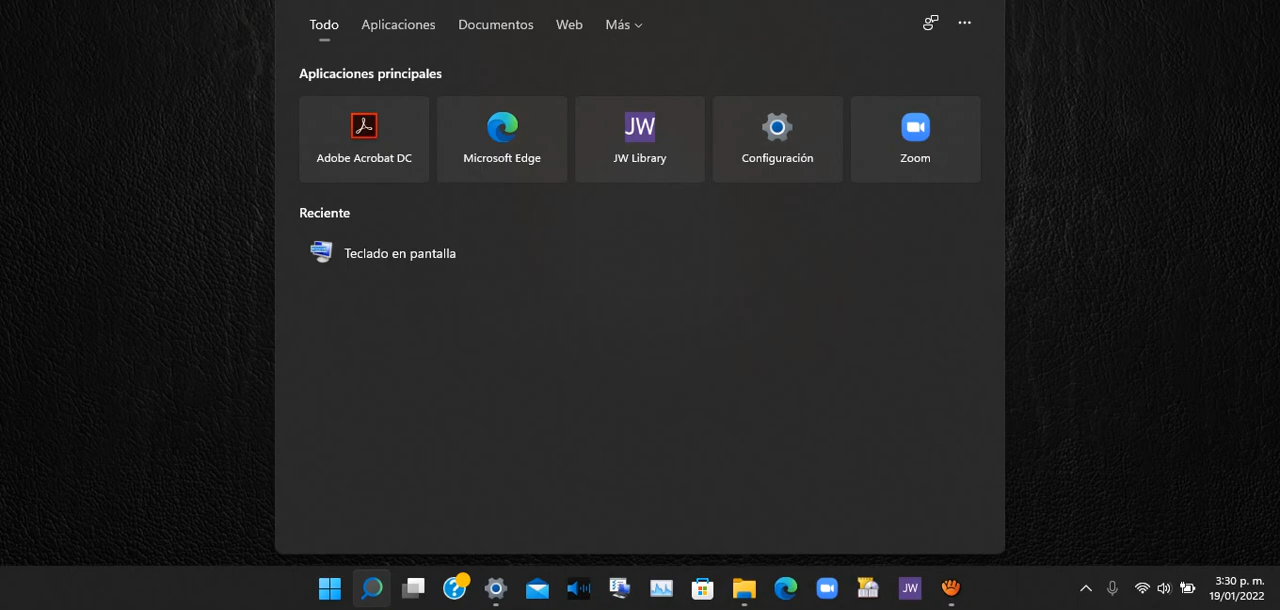 Todo Aplicaciones Documentos Web Más
Aplicaciones principales
JW
Adobe Acrobat DC Microsoft Edge JW Library Configuración Zoom
Reciente
Teclado en pantalla
JW
3:30 p. m.
19/01/2022